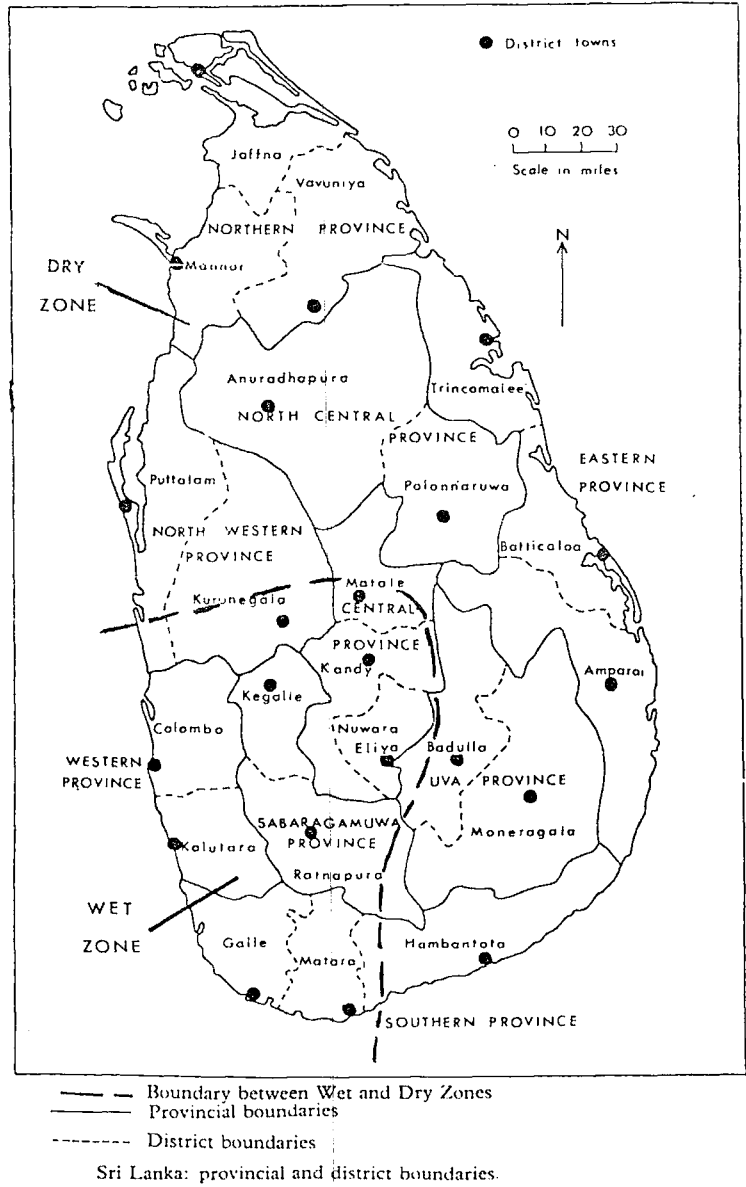 District towns
0 10 20 30
Scale in miles
N
Jaffna
Vavuniya
NORTHERN PROVINCE
Mannar
DRY
ZONE
Anuradhapura
NORTH CENTRAL
PROVINCE
Trincomalee
Polonnaruwa
EASTERN
PROVINCE
Puttalam
NORTH WESTERN
PROVINCE
Batticaloa
Kurunegala
Matale
CENTRAL
PROVINCE
Kandy
Amparai
Kegalle
Colombo
Nuwara
Eliya
Badulla
WESTERN
PROVINCE
UVA PROVINCE
SABARAGAMUWA
PROVINCE
Moneragala
Kalutara
Ratnapura
WET
ZONE
Galle
Matara
Hambantota
SOUTHERN PROVINCE
Boundary between Wet and Dry Zones
Provincial boundaries
District boundaries
Sri Lanka: provincial and district boundaries.